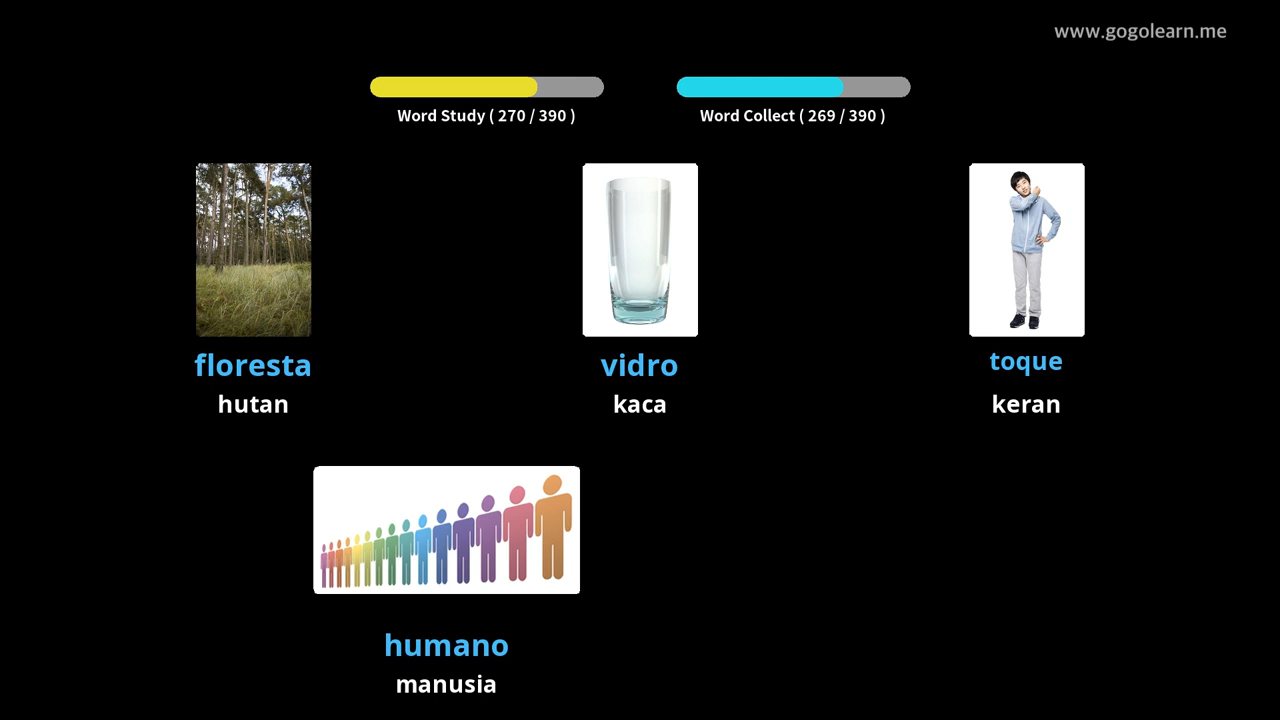 www.gogolearn.me
Word Study ( 270 / 390 )
Word Collect ( 269 / 390 )
floresta
hutan
vidro
kaca
toque
keran
humano
manusia